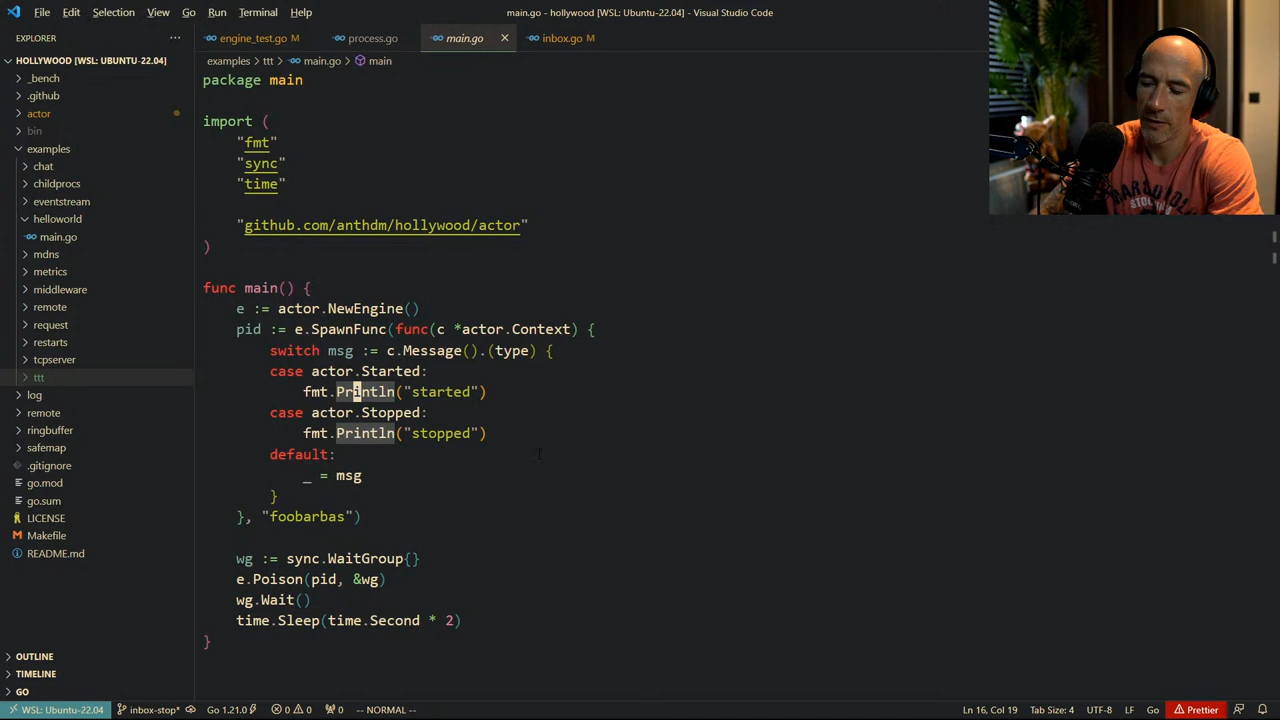 File Edit Selection View Go Run Terminal Help
main.go - hollywood [WSL: Ubuntu-22.04] - Visual Studio Code
EXPLORER ...
HOLLYWOOD [WSL: UBUNTU-22.04]
_bench
.github
actor
bin
examples
chat
childprocs
eventstream
helloworld
main.go
mdns
metrics
middleware
remote
request
restarts
tcpserver
ttt
log
remote
ringbuffer
safemap
.gitignore
go.mod
go.sum
LICENSE
Makefile
README.md
OUTLINE
TIMELINE
GO
engine_test.go M process.go main.go inbox.go M
examples > ttt > main.go > main
package main
import (
"fmt"
"sync"
"time"
"github.com/anthdm/hollywood/actor"
)
func main() {
e := actor.NewEngine()
pid := e.SpawnFunc(func(c *actor.Context) {
switch msg := c.Message().(type) {
case actor.Started:
fmt.Println("started")
case actor.Stopped:
fmt.Println("stopped")
default:
_ = msg
}
}, "foobarbas")
wg := sync.WaitGroup{}
e.Poison(pid, &wg)
wg.Wait()
time.Sleep(time.Second * 2)
}
WSL: Ubuntu-22.04 inbox-stop* Go 1.21.0 0 0 0 -- NORMAL -- Ln 16, Col 19 Tab Size: 4 UTF-8 LF Go Prettier